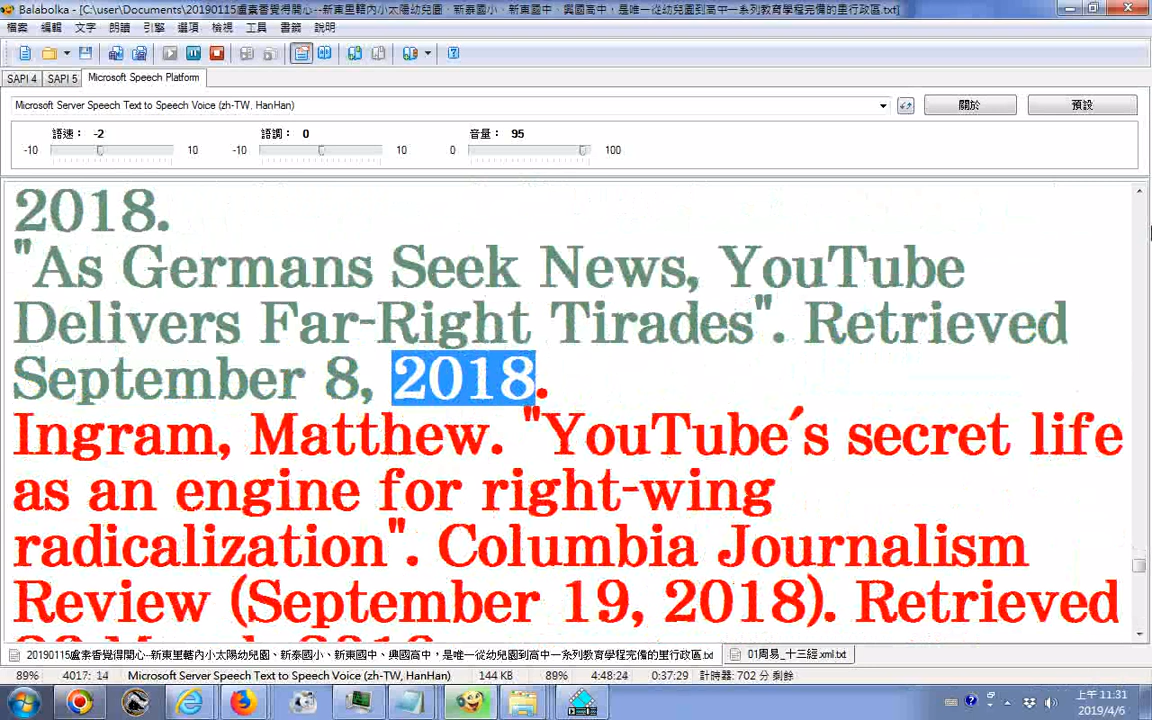 Balabolka - [C:\user\Documents\20190115盧素香覺得開心--新東里轄內小太陽幼兒園、新泰國小、新東國中、興國高中，是唯一從幼兒園到高中一系列教育學程完備的里行政區.txt]
檔案 編輯 文字 朗讀 引擎 選項 檢視 工具 書籤 說明
SAPI 4 SAPI 5 Microsoft Speech Platform
Microsoft Server Speech Text to Speech Voice (zh-TW, HanHan) 關於 預設
語速： -2 語調： 0 音量： 95
-10 10 -10 10 0 100
2018.
"As Germans Seek News, YouTube
Delivers Far-Right Tirades". Retrieved
September 8, 2018.
Ingram, Matthew. "YouTube's secret life
as an engine for right-wing
radicalization". Columbia Journalism
Review (September 19, 2018). Retrieved
20190115盧素香覺得開心--新東里轄內小太陽幼兒園、新泰國小、新東國中、興國高中，是唯一從幼兒園到高中一系列教育學程完備的里行政區.txt 01周易_十三經.xml.txt
89% 4017: 14 Microsoft Server Speech Text to Speech Voice (zh-TW, HanHan) 144 KB 89% 4:48:24 0:37:29 計時器: 702 分 剩餘
上午 11:31
2019/4/6